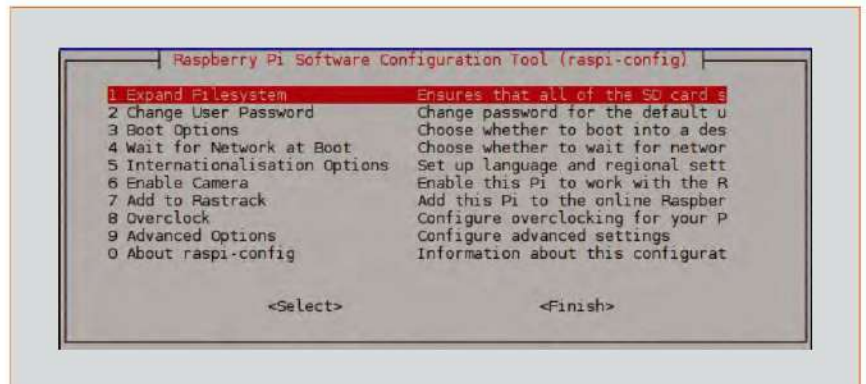 Raspberry Pi Software Configuration Tool (raspi-config)
1 Expand Filesystem Ensures that all of the SD card s
2 Change User Password Change password for the default u
3 Boot Options Choose whether to boot into a des
4 Wait for Network at Boot Choose whether to wait for networ
5 Internationalisation Options Set up language and regional sett
6 Enable Camera Enable this Pi to work with the R
7 Add to Rastrack Add this Pi to the online Raspber
8 Overclock Configure overclocking for your P
9 Advanced Options Configure advanced settings
0 About raspi-config Information about this configurat
<Select> <Finish>